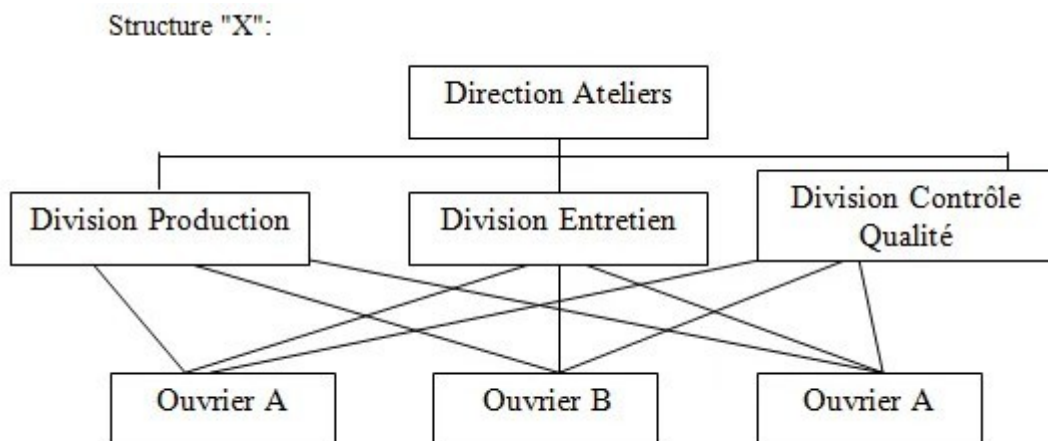 Structure "X":
Direction Ateliers
Division Production
Division Entretien
Division Contrôle
Qualité
Ouvrier A
Ouvrier B
Ouvrier A